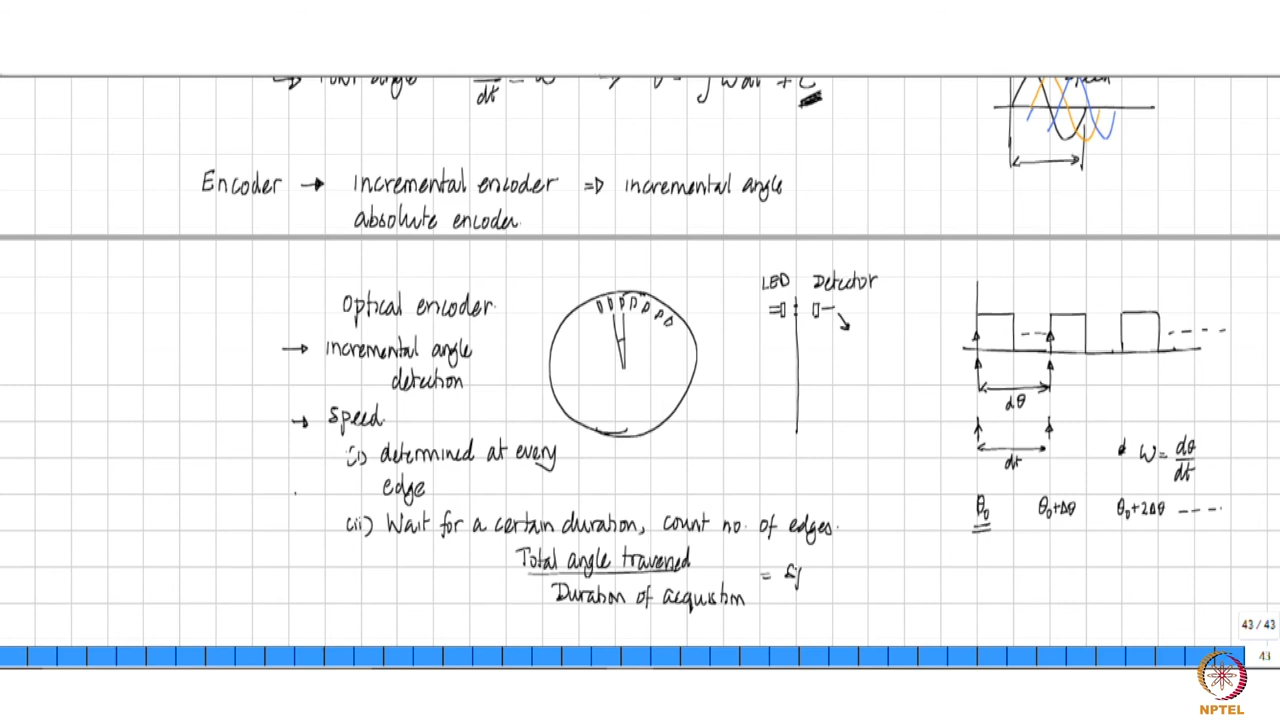 dt
Encoder → incremental encoder ⇒ incremental angle
absolute encoder.
LED Detector
Optical encoder
→ incremental angle
detection
→ Speed
(i) determined at every
edge
(ii) Wait for a certain duration, count no. of edges.
Total angle traversed
Duration of acquisition
=
dθ
dt
ω = dθ/dt
θ₀ θ₀+Δθ θ₀+2Δθ ----
43 / 43
43
NPTEL